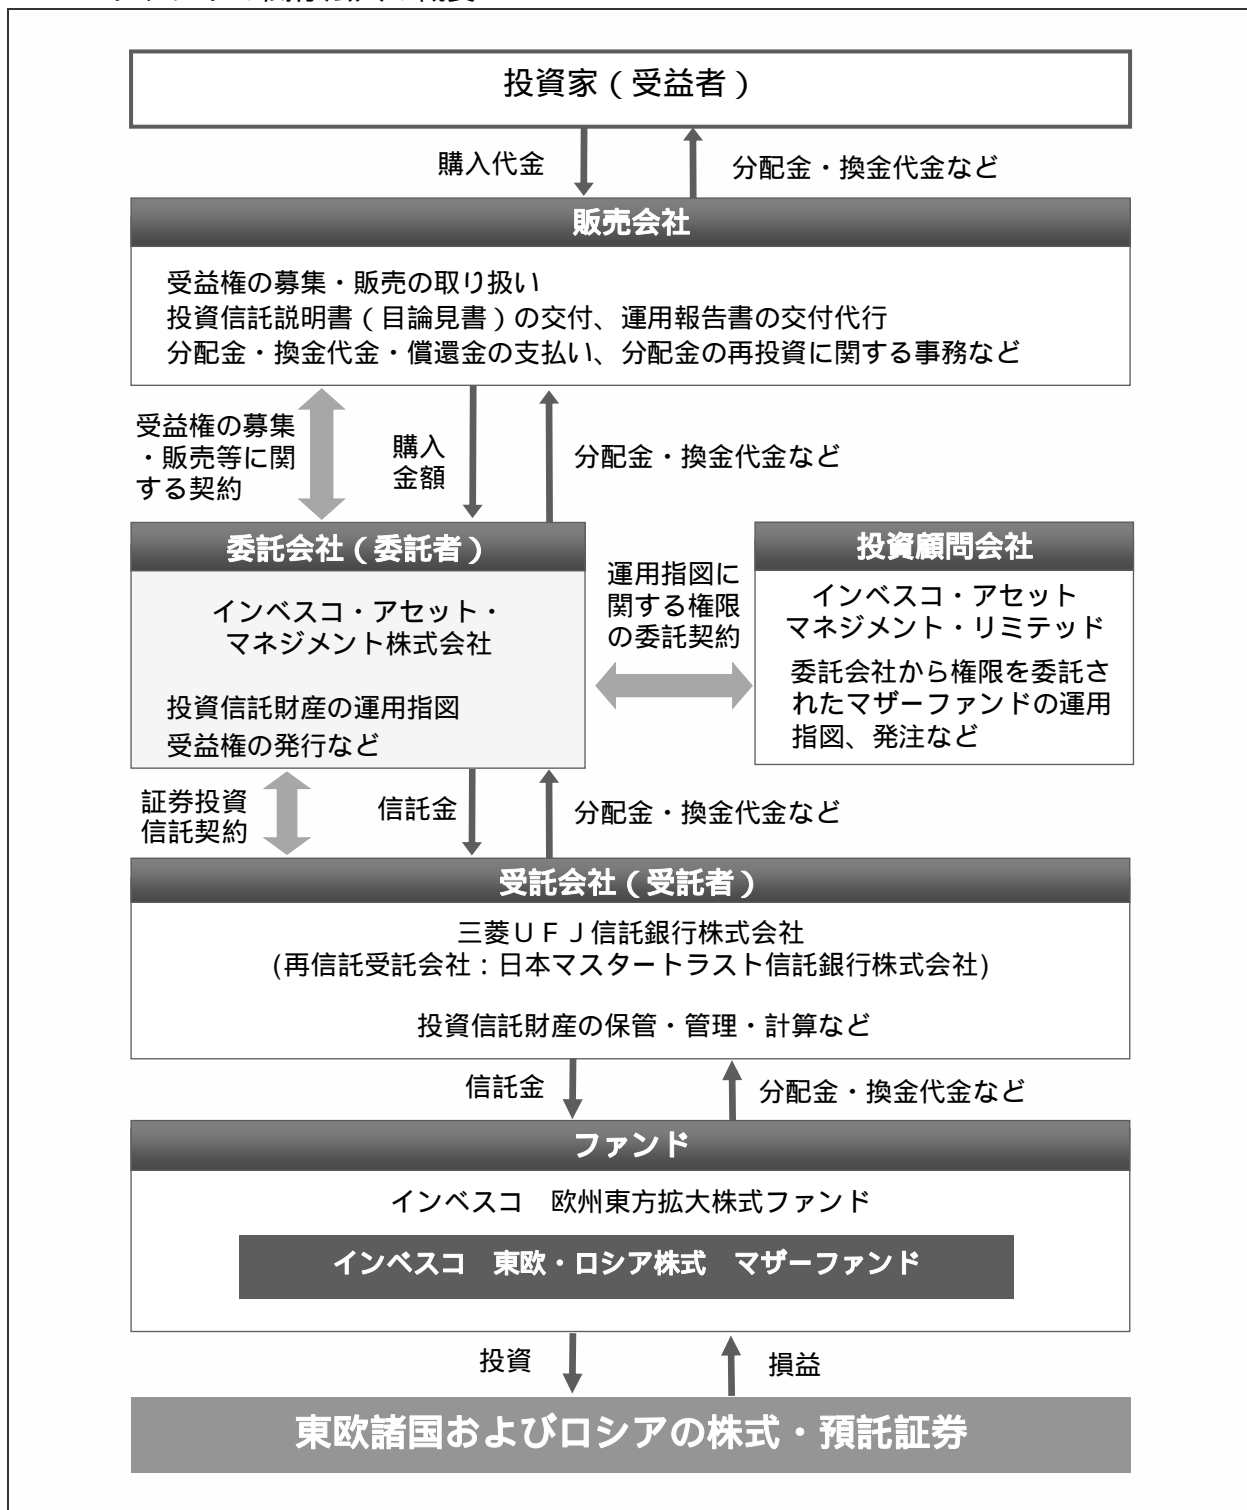 投資家（受益者）
購入代金
分配金・換金代金など
販売会社
受益権の募集・販売の取り扱い
投資信託説明書（目論見書）の交付、運用報告書の交付代行
分配金・換金代金・償還金の支払い、分配金の再投資に関する事務など
受益権の募集
・販売等に関
する契約
購入
金額
分配金・換金代金など
委託会社（委託者）
インベスコ・アセット・
マネジメント株式会社
投資信託財産の運用指図
受益権の発行など
運用指図に
関する権限
の委託契約
投資顧問会社
インベスコ・アセット
マネジメント・リミテッド
委託会社から権限を委託さ
れたマザーファンドの運用
指図、発注など
証券投資
信託契約
信託金
分配金・換金代金など
受託会社（受託者）
三菱ＵＦＪ信託銀行株式会社
(再信託受託会社：日本マスタートラスト信託銀行株式会社)
投資信託財産の保管・管理・計算など
信託金
分配金・換金代金など
ファンド
インベスコ　欧州東方拡大株式ファンド
インベスコ　東欧・ロシア株式　マザーファンド
投資
損益
東欧諸国およびロシアの株式・預託証券